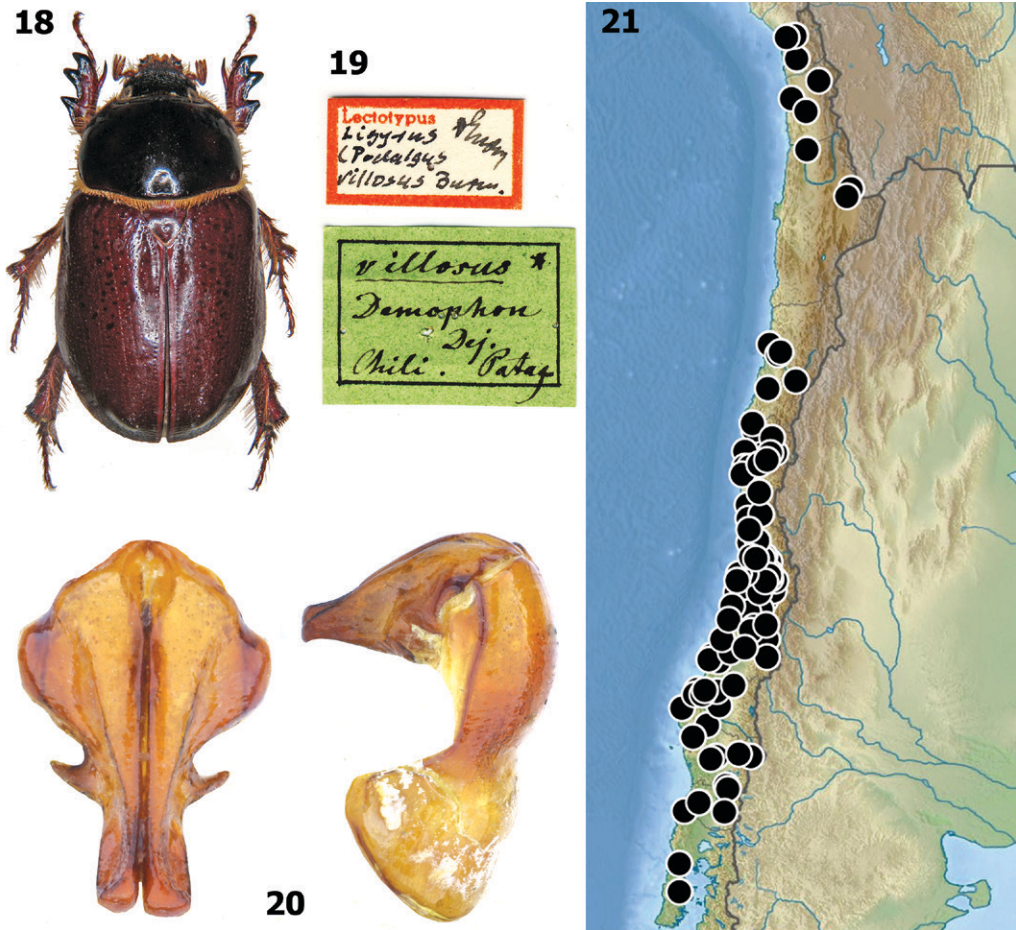 18
19
Lectotypus
Ligyrus
(Podalgus
villosus Burm.
villosus *
Demophon
Dej.
Chili. Patag
20
21